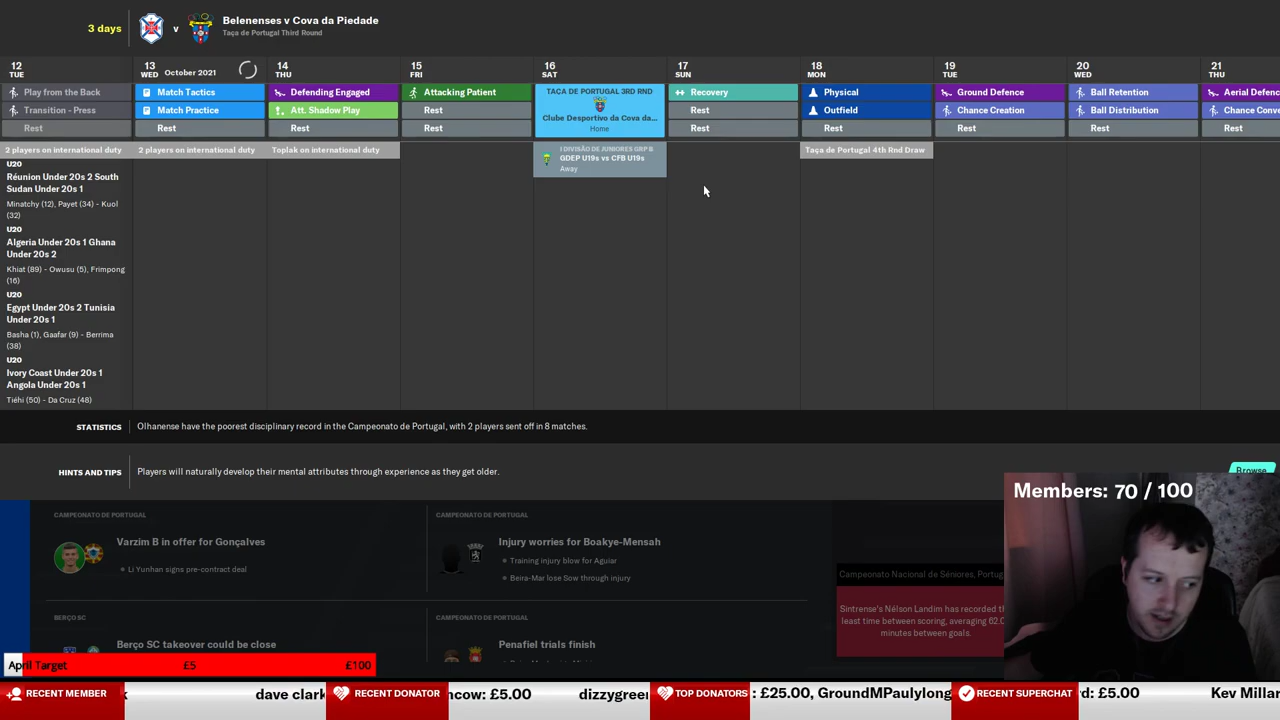 3 days
v
Belenenses v Cova da Piedade
Taça de Portugal Third Round
12
TUE
13
WED October 2021
14
THU
15
FRI
16
SAT
17
SUN
18
MON
19
TUE
20
WED
21
THU
Play from the Back
Match Tactics
Defending Engaged
Attacking Patient
TAÇA DE PORTUGAL 3RD RND
Recovery
Physical
Ground Defence
Ball Retention
Aerial Defenc
Transition - Press
Match Practice
Att. Shadow Play
Rest
Clube Desportivo da Cova da...
Rest
Outfield
Chance Creation
Ball Distribution
Chance Conve
Rest
Rest
Rest
Rest
Home
Rest
Rest
Rest
Rest
Rest
2 players on international duty
2 players on international duty
Toplak on international duty
I DIVISÃO DE JUNIORES GRP B
GDEP U19s vs CFB U19s
Away
Taça de Portugal 4th Rnd Draw
U20
Réunion Under 20s 2 South
Sudan Under 20s 1
Minatchy (12), Payet (34) - Kuol
(32)
U20
Algeria Under 20s 1 Ghana
Under 20s 2
Khiat (89) - Owusu (5), Frimpong
(16)
U20
Egypt Under 20s 2 Tunisia
Under 20s 1
Basha (1), Gaafar (9) - Berrima
(38)
U20
Ivory Coast Under 20s 1
Angola Under 20s 1
Tiéhi (50) - Da Cruz (48)
STATISTICS
Olhanense have the poorest disciplinary record in the Campeonato de Portugal, with 2 players sent off in 8 matches.
HINTS AND TIPS
Players will naturally develop their mental attributes through experience as they get older.
Browse
Members: 70 / 100
CAMPEONATO DE PORTUGAL
Varzim B in offer for Gonçalves
Li Yunhan signs pre-contract deal
CAMPEONATO DE PORTUGAL
Injury worries for Boakye-Mensah
Training injury blow for Aguiar
Beira-Mar lose Sow through injury
Campeonato Nacional de Séniores, Portug
Sintrense's Nélson Landim has recorded th
least time between scoring, averaging 62.0
minutes between goals.
BERÇO SC
Berço SC takeover could be close
CAMPEONATO DE PORTUGAL
Penafiel trials finish
April Target £5 £100
RECENT MEMBER
dave clark
RECENT DONATOR
ncow: £5.00
dizzygree
TOP DONATORS
: £25.00, GroundMPaulylong
RECENT SUPERCHAT
d: £5.00
Kev Millar